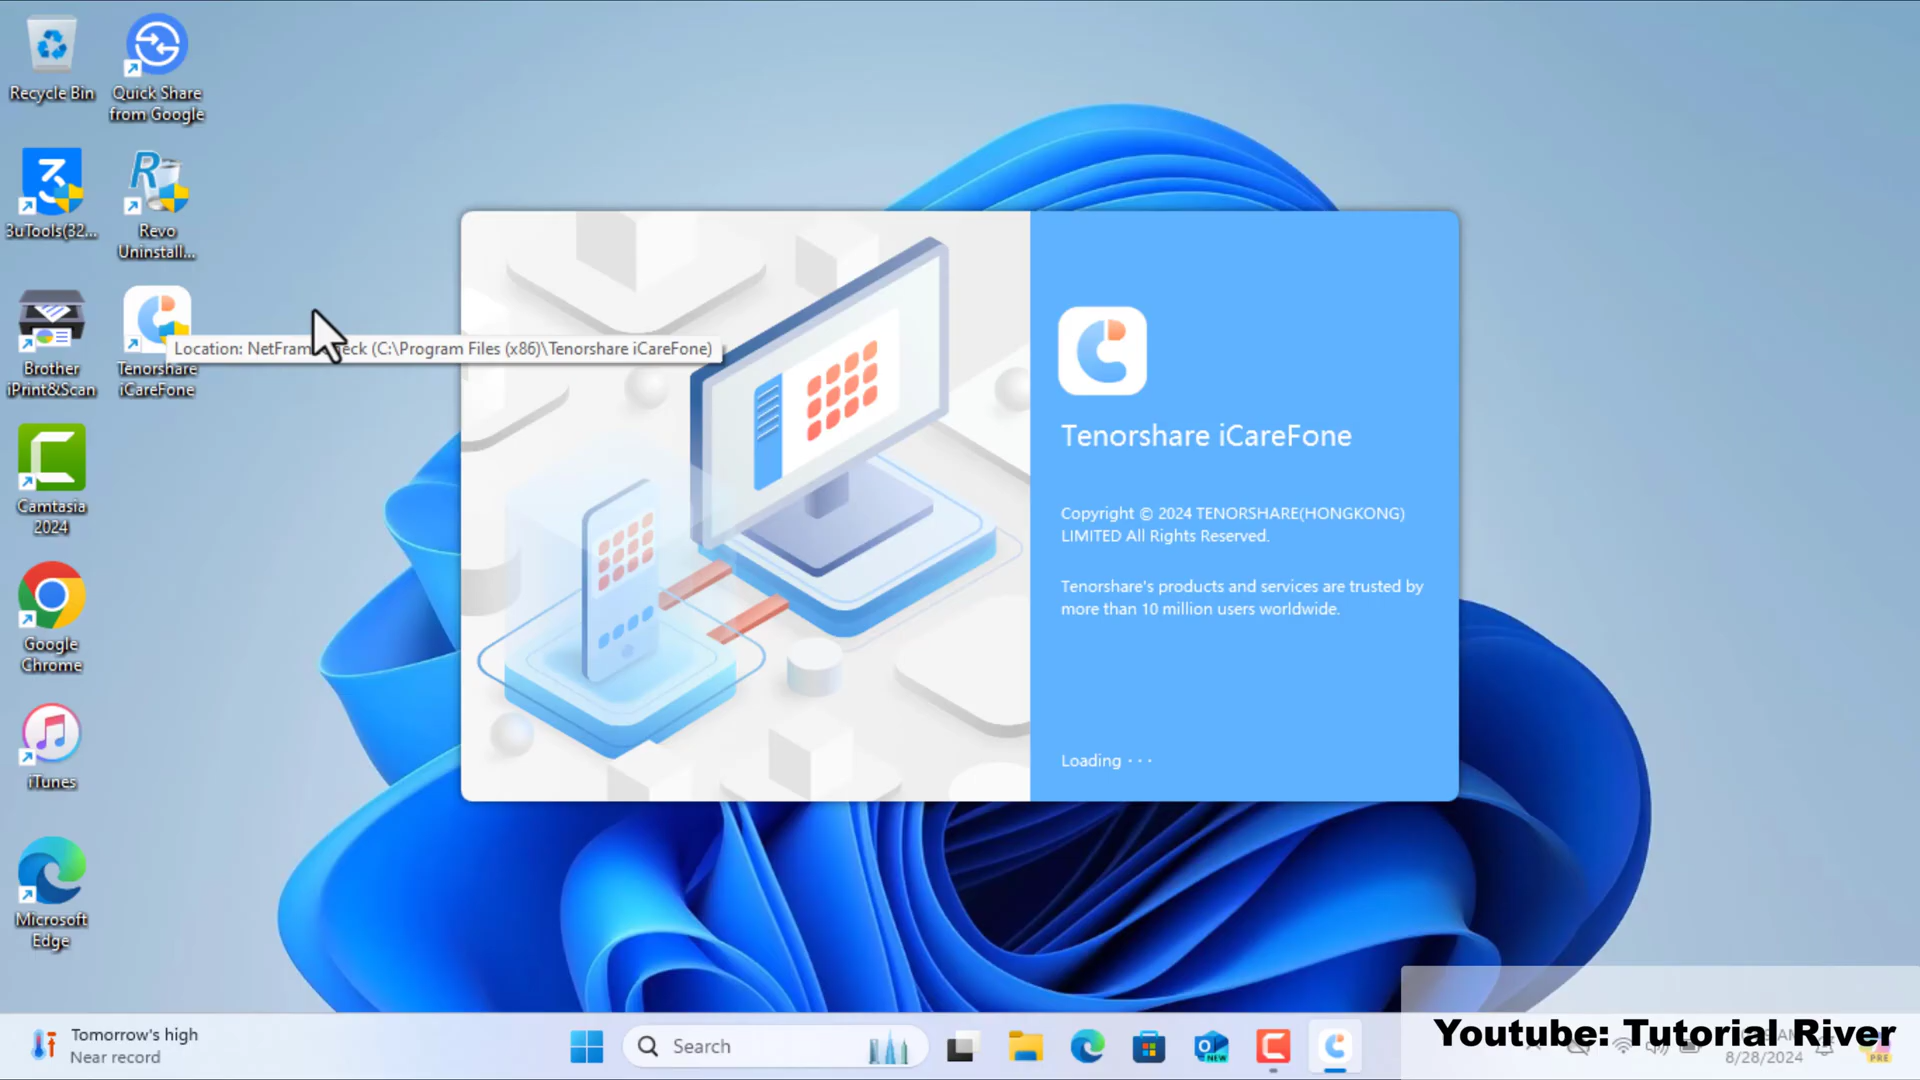 Recycle Bin
Quick Share
from Google
3uTools(32...
Revo
Uninstall...
Brother
iPrint&Scan
Tenorshare
iCareFone
Location: NetFram eck (C:\Program Files (x86)\Tenorshare iCareFone)
Camtasia
2024
Google
Chrome
iTunes
Microsoft
Edge
Tenorshare iCareFone
Copyright © 2024 TENORSHARE(HONGKONG)
LIMITED All Rights Reserved.
Tenorshare's products and services are trusted by
more than 10 million users worldwide.
Loading · · ·
Tomorrow's high
Near record
Search
NEW
Youtube: Tutorial River
8/28/2024
PRE